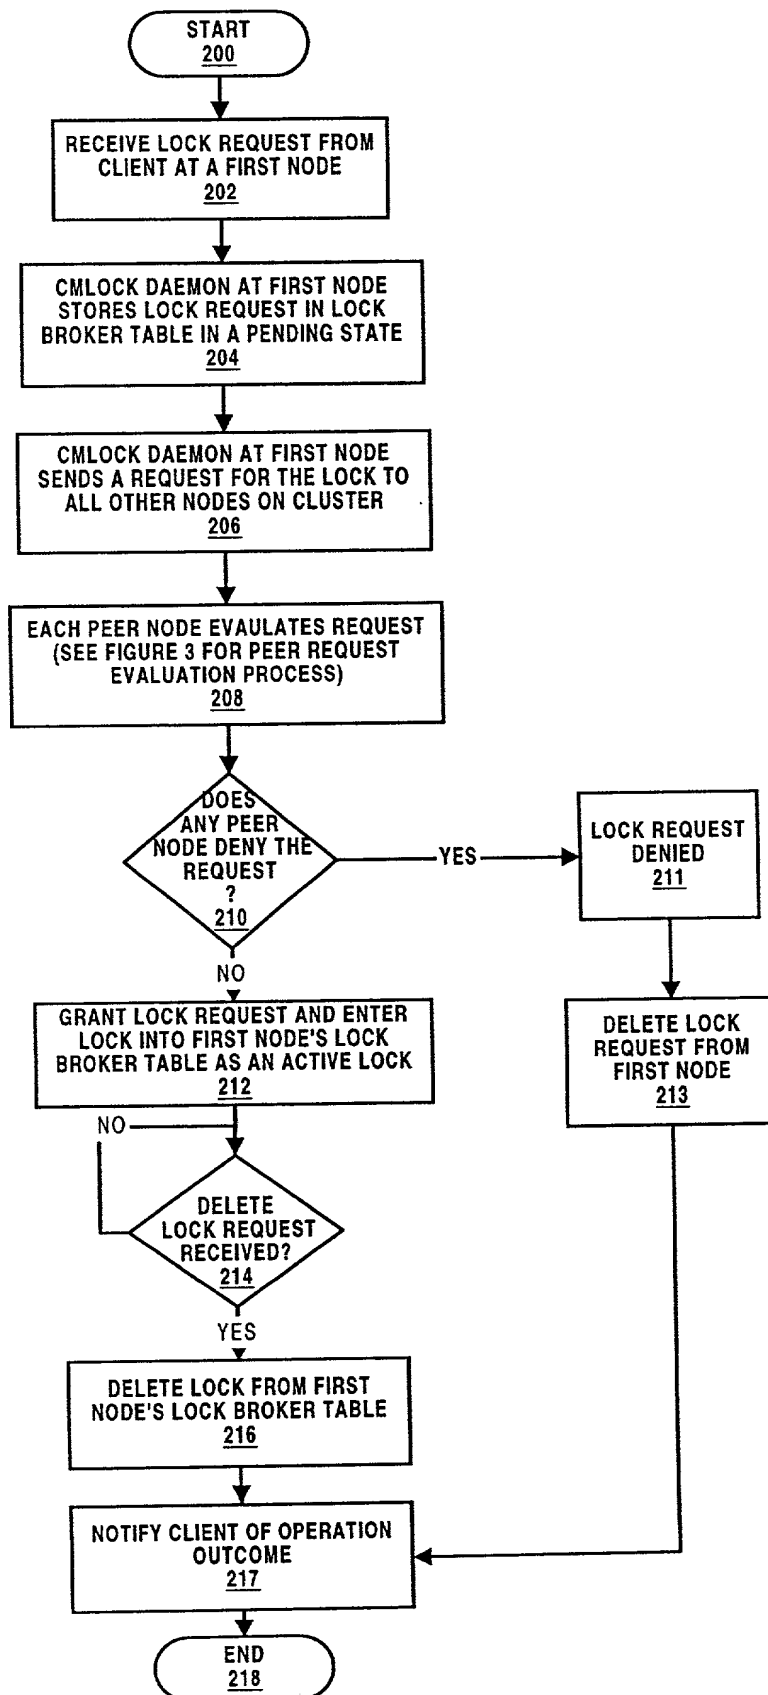 START
200
RECEIVE LOCK REQUEST FROM
CLIENT AT A FIRST NODE
202
CMLOCK DAEMON AT FIRST NODE
STORES LOCK REQUEST IN LOCK
BROKER TABLE IN A PENDING STATE
204
CMLOCK DAEMON AT FIRST NODE
SENDS A REQUEST FOR THE LOCK TO
ALL OTHER NODES ON CLUSTER
206
EACH PEER NODE EVAULATES REQUEST
(SEE FIGURE 3 FOR PEER REQUEST
EVALUATION PROCESS)
208
DOES
ANY PEER
NODE DENY THE
REQUEST
?
210
YES
LOCK REQUEST
DENIED
211
NO
GRANT LOCK REQUEST AND ENTER
LOCK INTO FIRST NODE'S LOCK
BROKER TABLE AS AN ACTIVE LOCK
212
DELETE LOCK
REQUEST FROM
FIRST NODE
213
NO
DELETE
LOCK REQUEST
RECEIVED?
214
YES
DELETE LOCK FROM FIRST
NODE'S LOCK BROKER TABLE
216
NOTIFY CLIENT OF OPERATION
OUTCOME
217
END
218